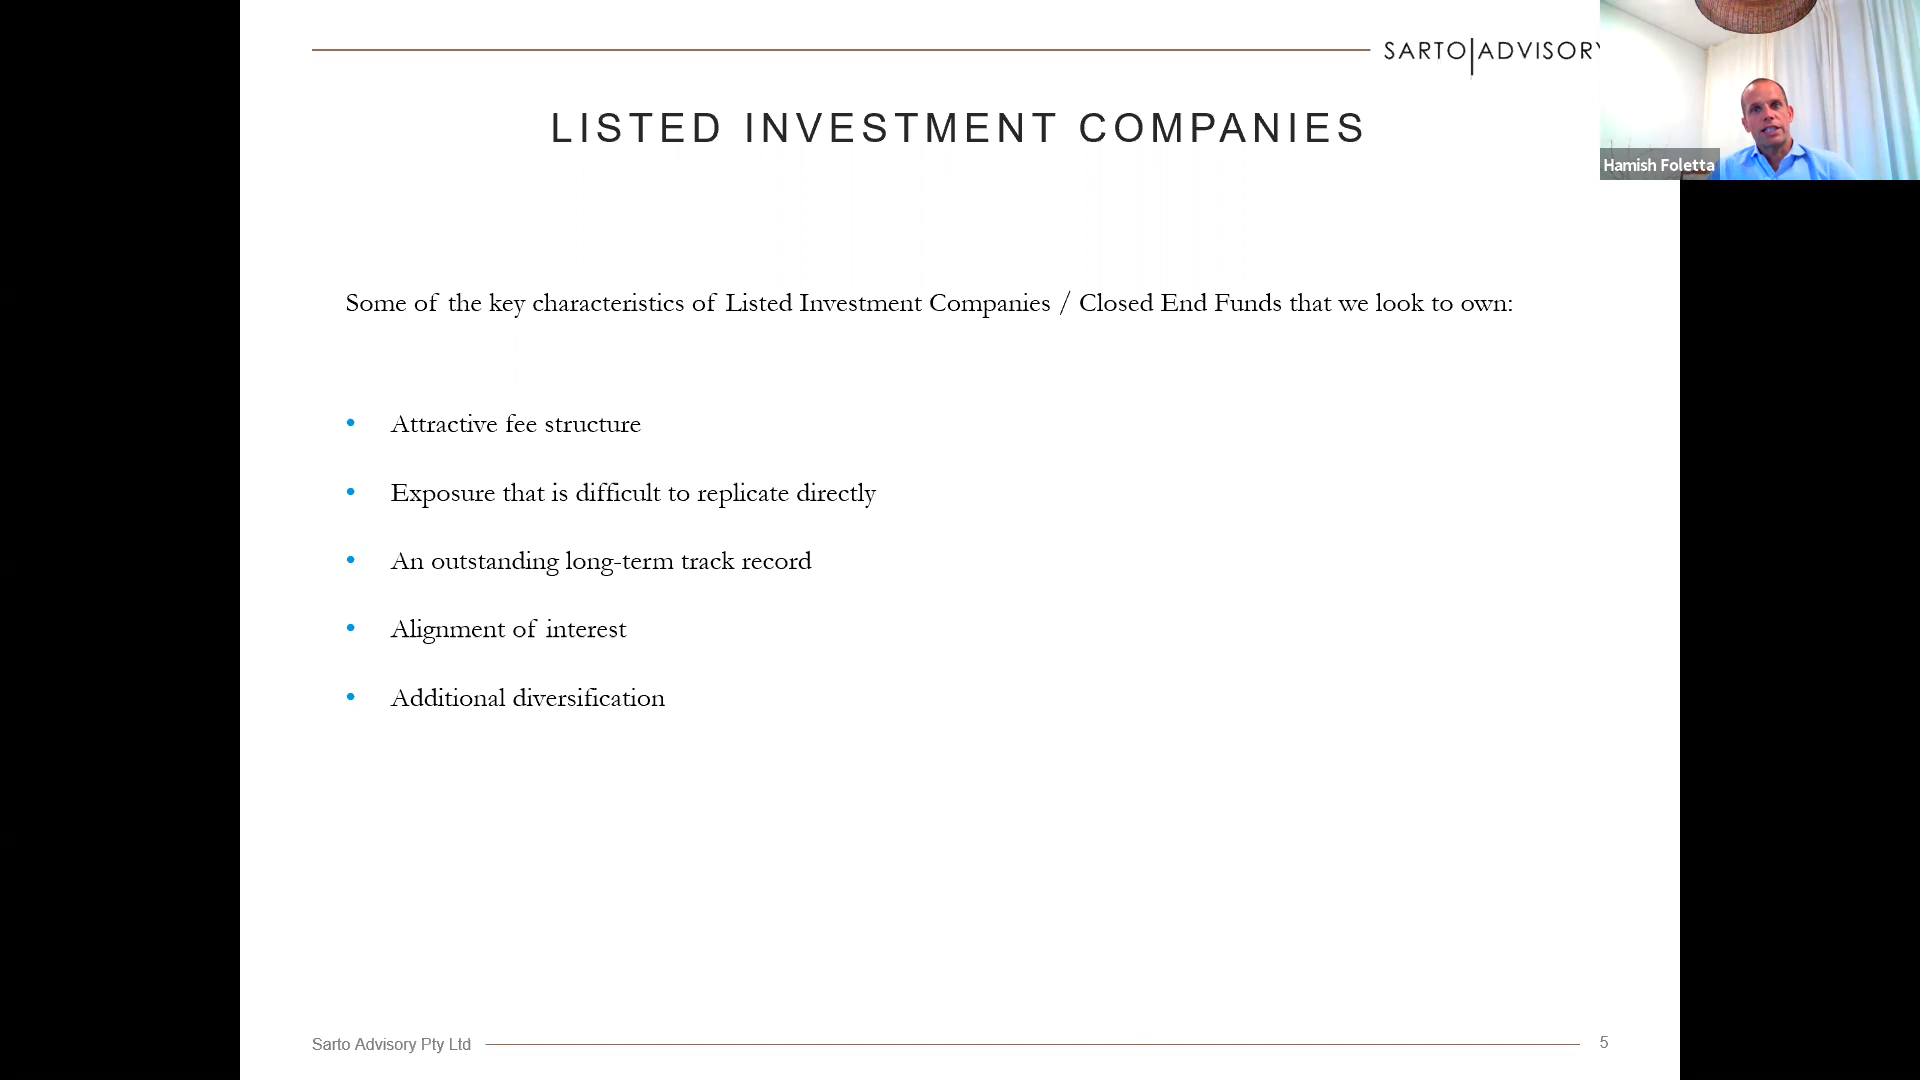 SARTO|ADVISORY
LISTED INVESTMENT COMPANIES
Hamish Foletta
Some of the key characteristics of Listed Investment Companies / Closed End Funds that we look to own:
• Attractive fee structure
• Exposure that is difficult to replicate directly
• An outstanding long-term track record
• Alignment of interest
• Additional diversification
Sarto Advisory Pty Ltd
5